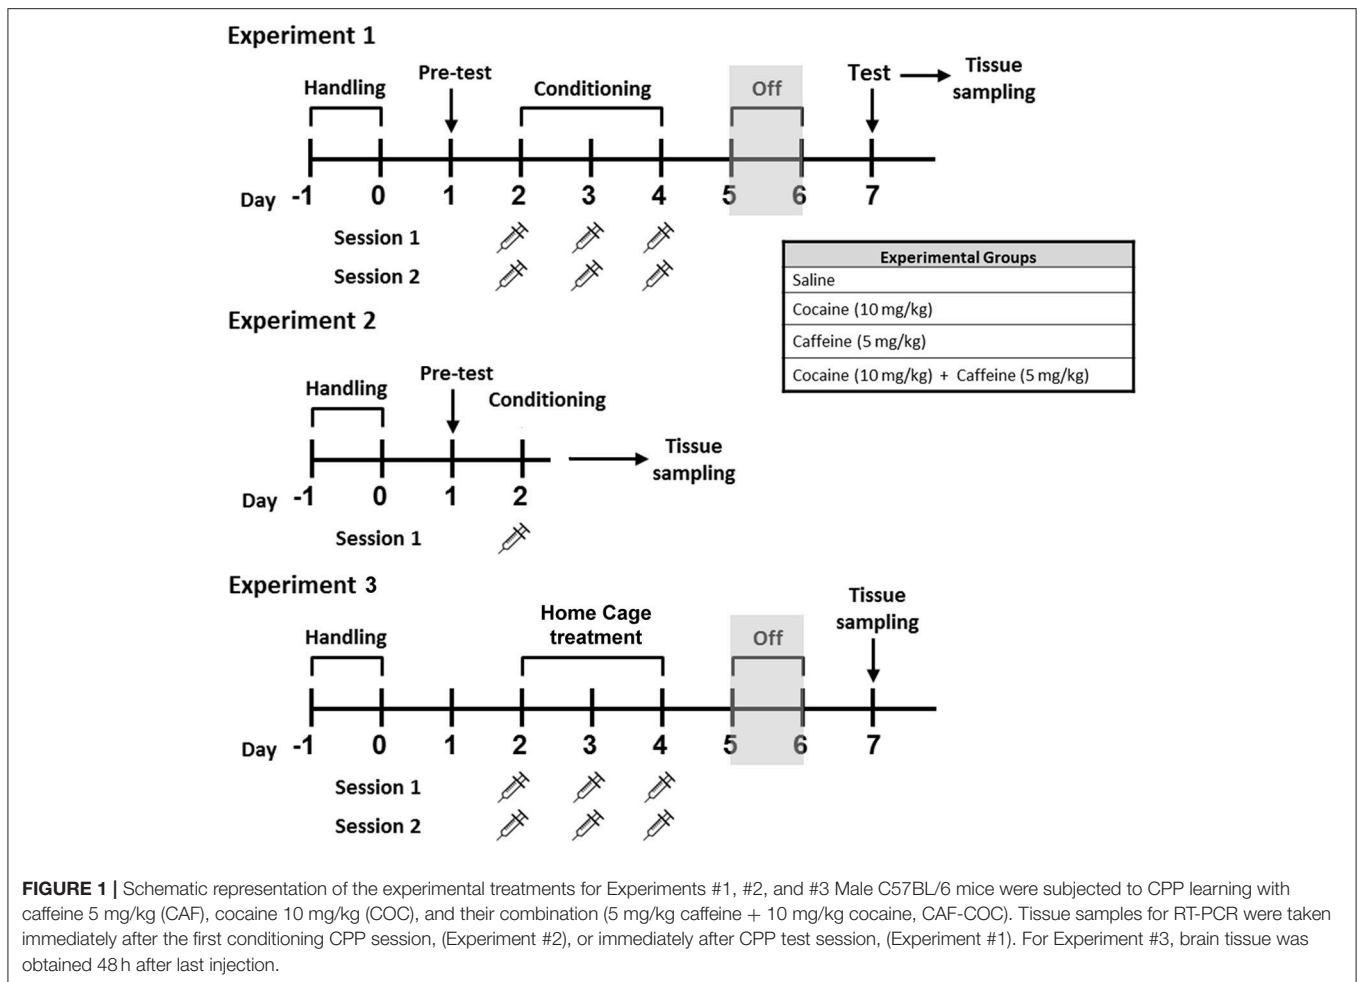 Experiment 1
Handling
Pre-test
Conditioning
Off
Test
Tissue
sampling
Day -1 0 1 2 3 4 5 6 7
Session 1
Session 2
Experimental Groups
Saline
Cocaine (10 mg/kg)
Caffeine (5 mg/kg)
Cocaine (10 mg/kg) + Caffeine (5 mg/kg)
Experiment 2
Handling
Pre-test
Conditioning
Tissue
sampling
Day -1 0 1 2
Session 1
Experiment 3
Handling
Home Cage
treatment
Off
Tissue
sampling
Day -1 0 1 2 3 4 5 6 7
Session 1
Session 2
FIGURE 1 | Schematic representation of the experimental treatments for Experiments #1, #2, and #3 Male C57BL/6 mice were subjected to CPP learning with
caffeine 5 mg/kg (CAF), cocaine 10 mg/kg (COC), and their combination (5 mg/kg caffeine + 10 mg/kg cocaine, CAF-COC). Tissue samples for RT-PCR were taken
immediately after the first conditioning CPP session, (Experiment #2), or immediately after CPP test session, (Experiment #1). For Experiment #3, brain tissue was
obtained 48 h after last injection.